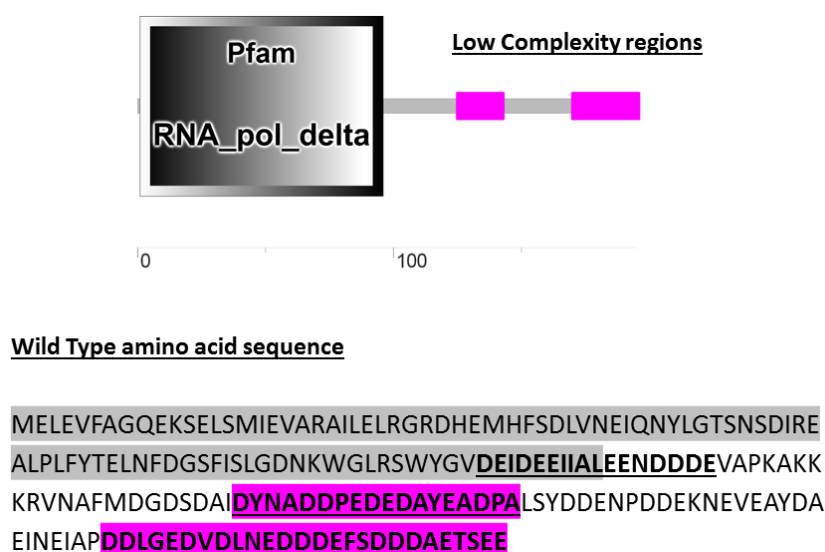 Pfam
Low Complexity regions
RNA_pol_delta
0
100
Wild Type amino acid sequence
MELEVFAGQEKSELSMIEVARAILELRGRDHEMHFSDLVNEIQNYLGTSNSDIRE
ALPLFYTELNFDGSFISLGDNKWGLRSWYGVDEIDEEIIALEENDDDEVAPKAKK
KRVNAFMDGDSDAIDYNADDPEDEDAYEADPALSYDDENPDDEKNEVEAYDA
EINEIAPDDLGEDVDLNEDDDEFSDDDAETSEE